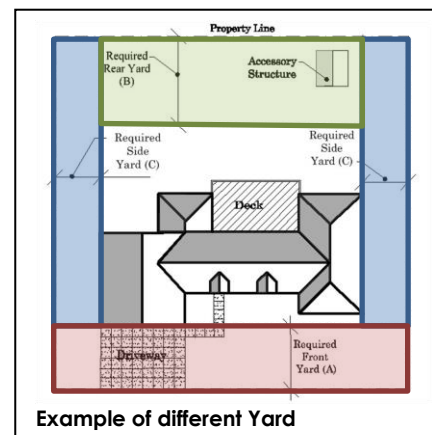 Property Line
Required
Rear Yard
(B)
Accessory
Structure
Required
Side
Yard (C)
Required
Side
Yard (C)
Deck
Driveway
Required
Front
Yard (A)
Example of different Yard